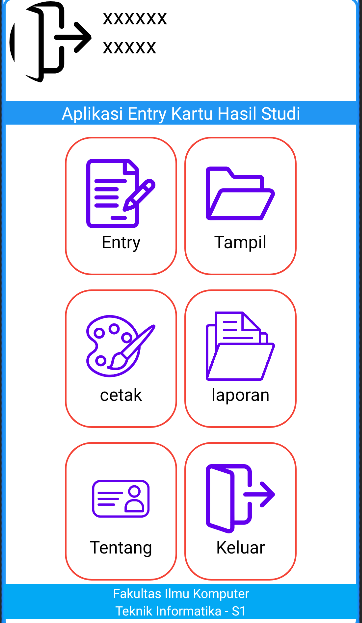 xxxxxx
xxxxx
Aplikasi Entry Kartu Hasil Studi
Entry
Tampil
cetak
laporan
Tentang
Keluar
Fakultas Ilmu Komputer
Teknik Informatika - S1